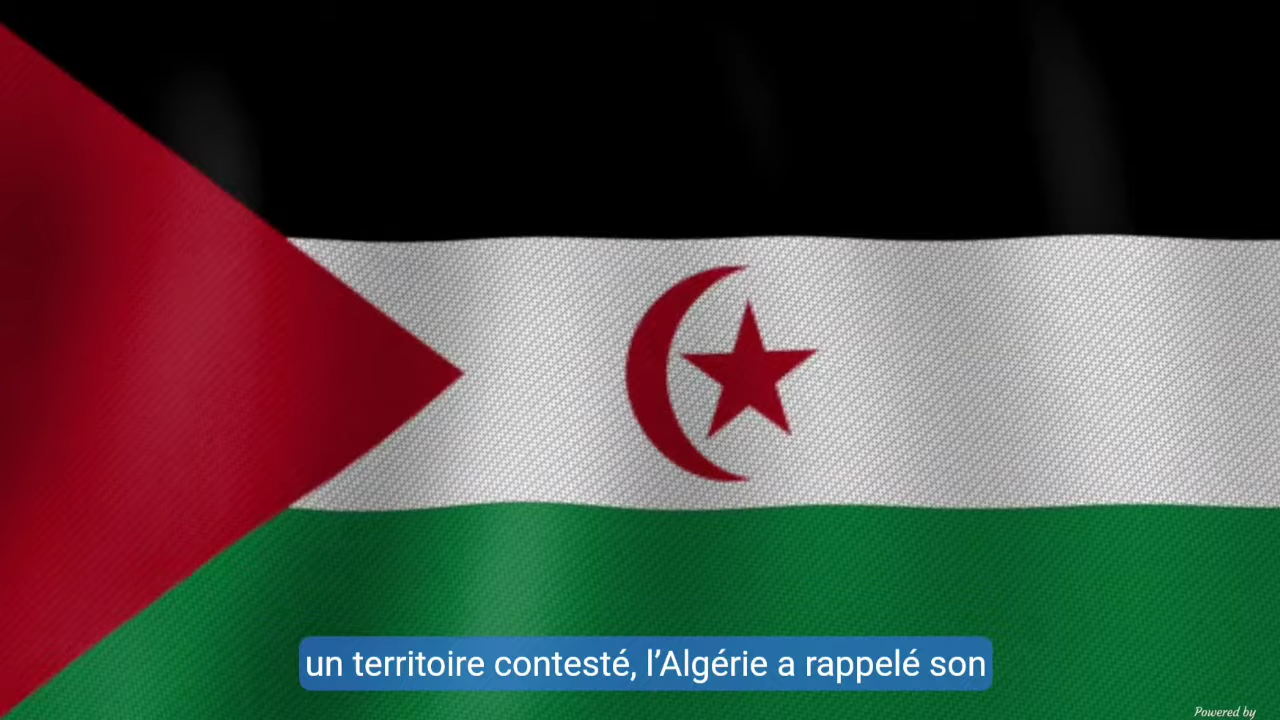 un territoire contesté, l’Algérie a rappelé son
Powered by